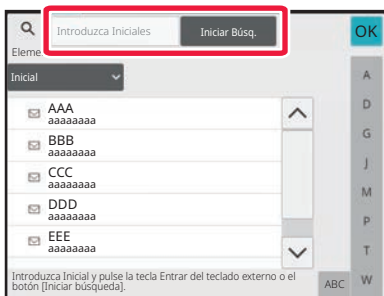 Introduzca Iniciales
Iniciar Búsq.
OK
Eleme
Inicial
AAA
aaaaaaaa
BBB
aaaaaaaa
CCC
aaaaaaaa
DDD
aaaaaaaa
EEE
aaaaaaaa
A
D
G
J
M
P
T
W
Introduzca Inicial y pulse la tecla Entrar del teclado externo o el
botón [Iniciar búsqueda].
ABC